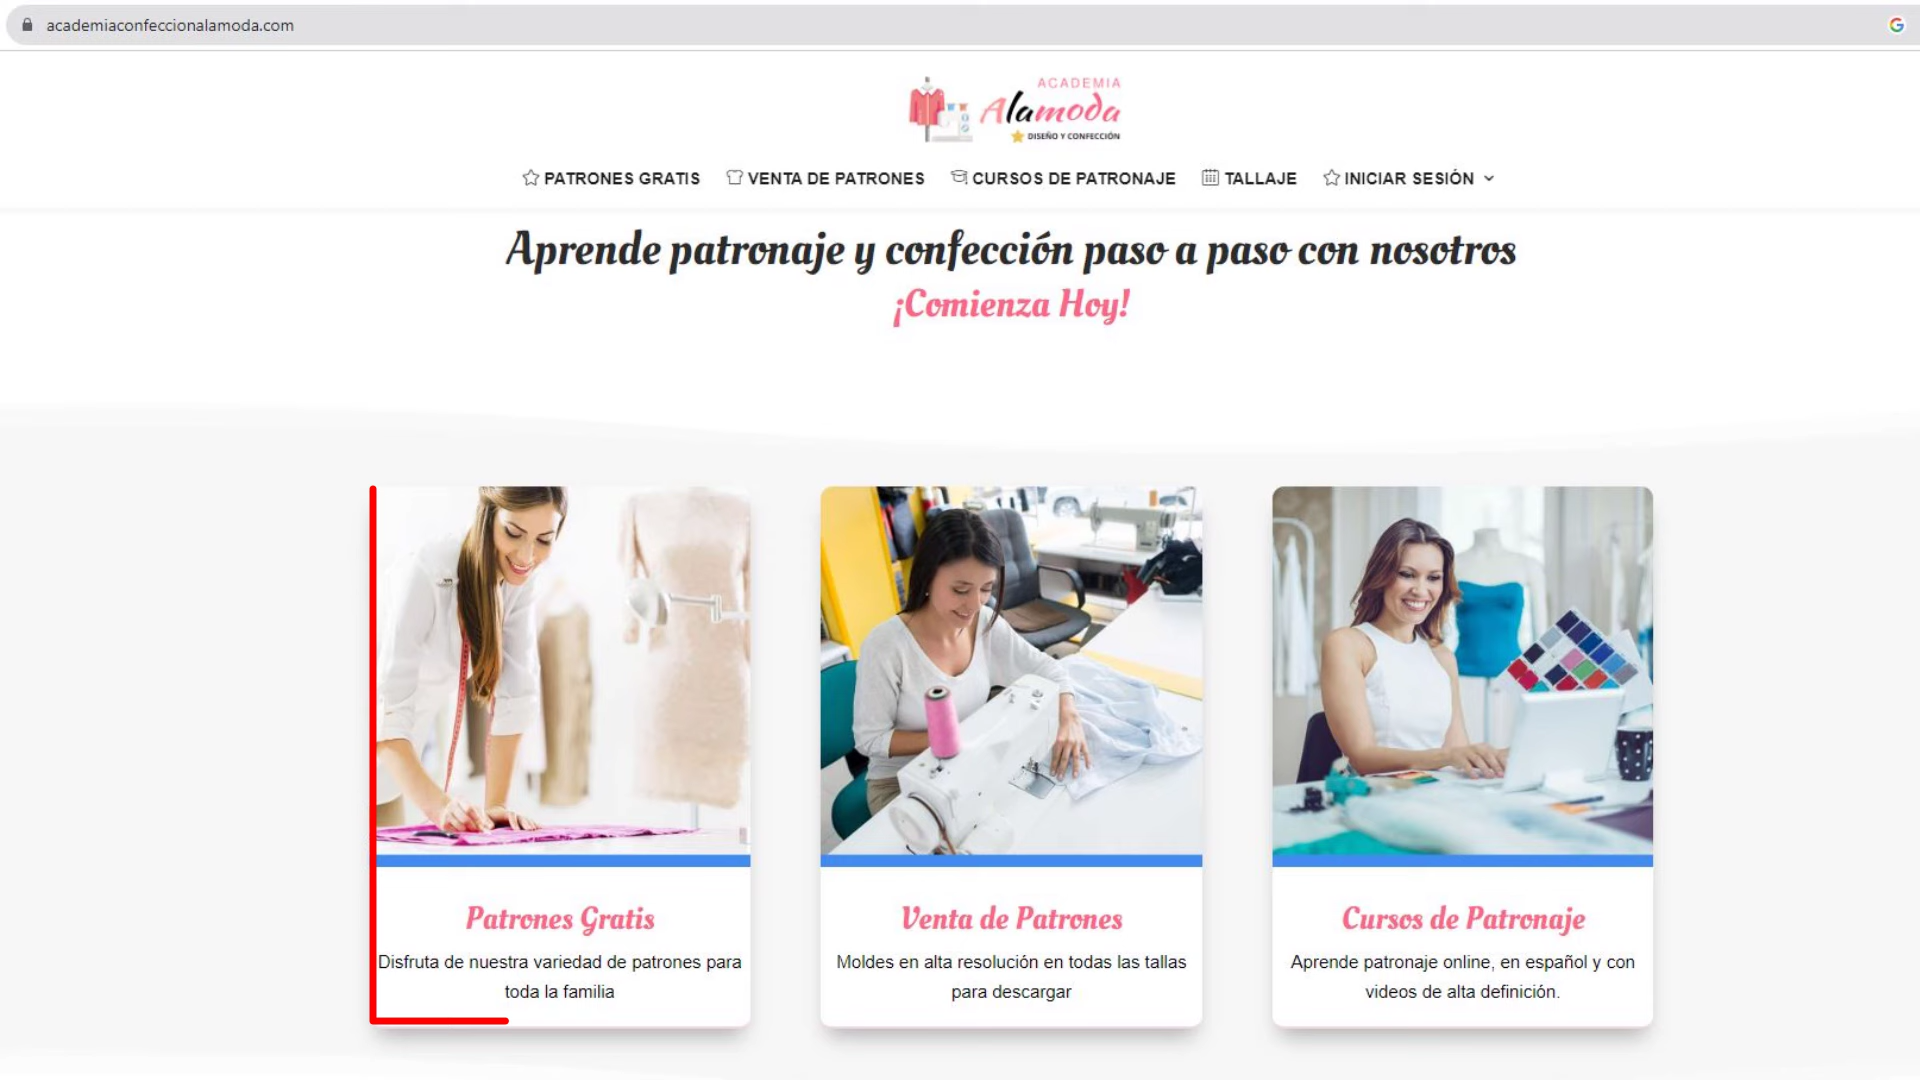 academiaconfeccionalamoda.com
ACADEMIA
Alamoda
DISEÑO Y CONFECCIÓN
PATRONES GRATIS VENTA DE PATRONES CURSOS DE PATRONAJE TALLAJE INICIAR SESIÓN
Aprende patronaje y confección paso a paso con nosotros
¡Comienza Hoy!
Patrones Gratis
Disfruta de nuestra variedad de patrones para
toda la familia
Venta de Patrones
Moldes en alta resolución en todas las tallas
para descargar
Cursos de Patronaje
Aprende patronaje online, en español y con
videos de alta definición.